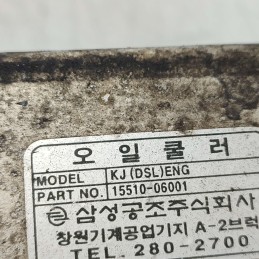 오일쿨러
MODEL KJ(DSL)ENG
PART NO. 15510-06001
삼성공조주식회사
창원기계공업기지 A-2브럭
TEL. 280-2700